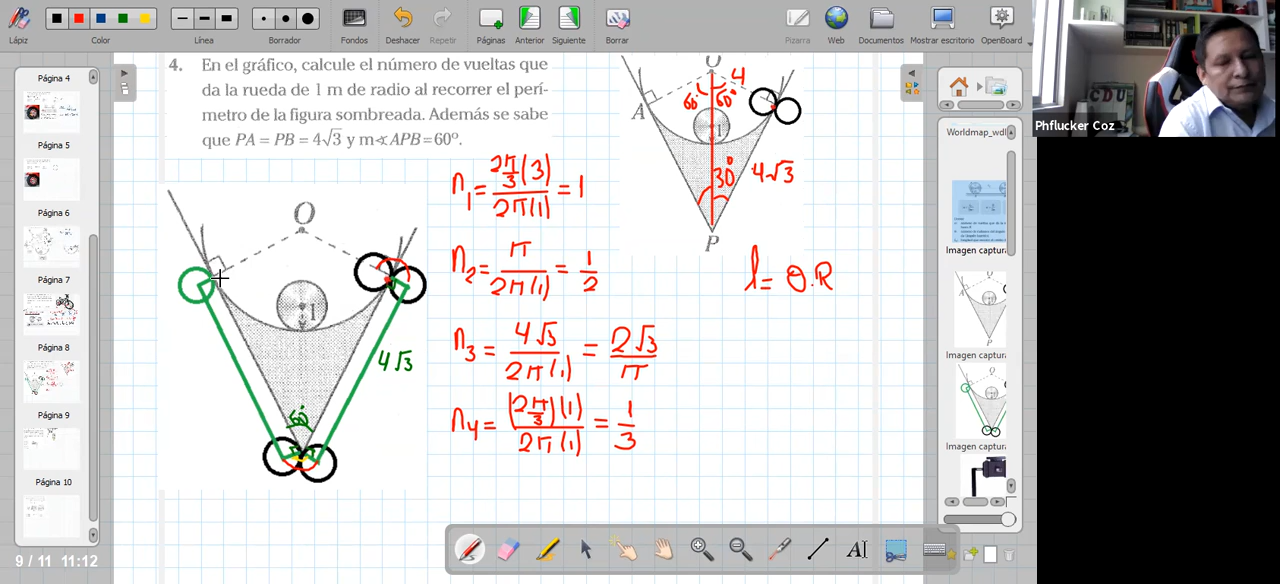 Lápiz
Color
Línea
Borrador
Fondos
Deshacer
Repetir
Páginas
Anterior
Siguiente
Borrar
Pizarra
Web
Documentos
Mostrar escritorio
OpenBoard
Página 4
Página 5
Página 6
Página 7
Página 8
Página 9
Página 10
9 / 11 11:12
4. En el gráfico, calcule el número de vueltas que
da la rueda de 1 m de radio al recorrer el perí-
metro de la figura sombreada. Además se sabe
que PA = PB = 4√3 y m∢APB=60º.
O
1
4√3
60°
n1 = (2π/3 (3))/(2π(1)) = 1
n2 = π/(2π(1)) = 1/2
n3 = 4√3/(2π(1)) = 2√3/π
n4 = ((2π/3)(1))/(2π(1)) = 1/3
O
4
60°
60°
A
1
30°
4√3
P
l = θ.R
Worldmap_wdl
Imagen captura
Imagen captur
Imagen captur
Phflucker Coz